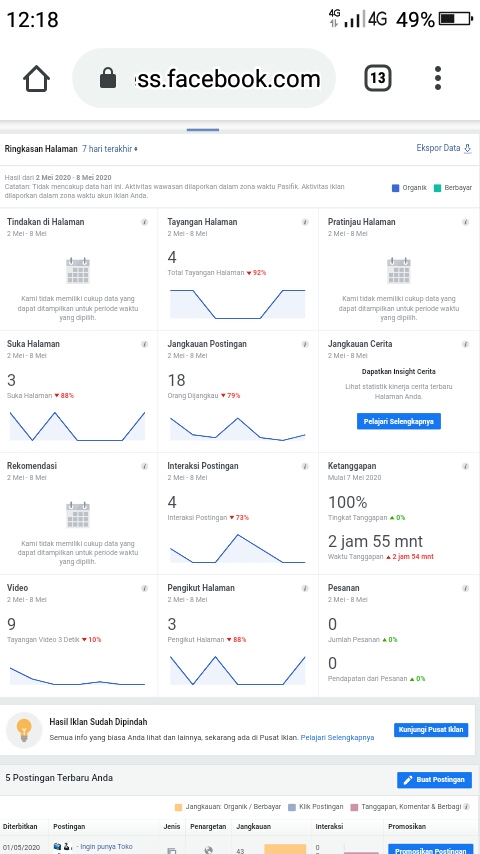 12:18
4G 4G 49%
ss.facebook.com
13
Ringkasan Halaman 7 hari terakhir
Ekspor Data
Hasil dari 2 Mei 2020 - 8 Mei 2020
Catatan: Tidak mencakup data hari ini. Aktivitas wawasan dilaporkan dalam zona waktu Pasifik. Aktivitas iklan
dilaporkan dalam zona waktu akun iklan Anda.
Organik Berbayar
Tindakan di Halaman
2 Mei - 8 Mei
Kami tidak memiliki cukup data yang
dapat ditampilkan untuk periode waktu
yang dipilih.
Tayangan Halaman
2 Mei - 8 Mei
4
Total Tayangan Halaman ▼92%
Pratinjau Halaman
2 Mei - 8 Mei
Kami tidak memiliki cukup data yang
dapat ditampilkan untuk periode waktu
yang dipilih.
Suka Halaman
2 Mei - 8 Mei
3
Suka Halaman ▼88%
Jangkauan Postingan
2 Mei - 8 Mei
18
Orang Dijangkau ▼79%
Jangkauan Cerita
2 Mei - 8 Mei
Dapatkan Insight Cerita
Lihat statistik kinerja cerita terbaru
Halaman Anda.
Pelajari Selengkapnya
Rekomendasi
2 Mei - 8 Mei
Kami tidak memiliki cukup data yang
dapat ditampilkan untuk periode waktu
yang dipilih.
Interaksi Postingan
2 Mei - 8 Mei
4
Interaksi Postingan ▼73%
Ketanggapan
Mulai 7 Mei 2020
100%
Tingkat Tanggapan ▲0%
2 jam 55 mnt
Waktu Tanggapan ▲2 jam 54 mnt
Video
2 Mei - 8 Mei
9
Tayangan Video 3 Detik ▼10%
Pengikut Halaman
2 Mei - 8 Mei
3
Pengikut Halaman ▼88%
Pesanan
2 Mei - 8 Mei
0
Jumlah Pesanan ▲0%
0
Pendapatan dari Pesanan ▲0%
Hasil Iklan Sudah Dipindah
Semua info yang biasa Anda lihat dan lainnya, sekarang ada di Pusat Iklan. Pelajari Selengkapnya
Kunjungi Pusat Iklan
5 Postingan Terbaru Anda
Buat Postingan
Jangkauan: Organik / Berbayar Klik Postingan Tanggapan, Komentar & Berbagi
Diterbitkan Postingan Jenis Penargetan Jangkauan Interaksi Promosikan
01/05/2020 - Ingin punya Toko 43 0
Promosikan Postingan